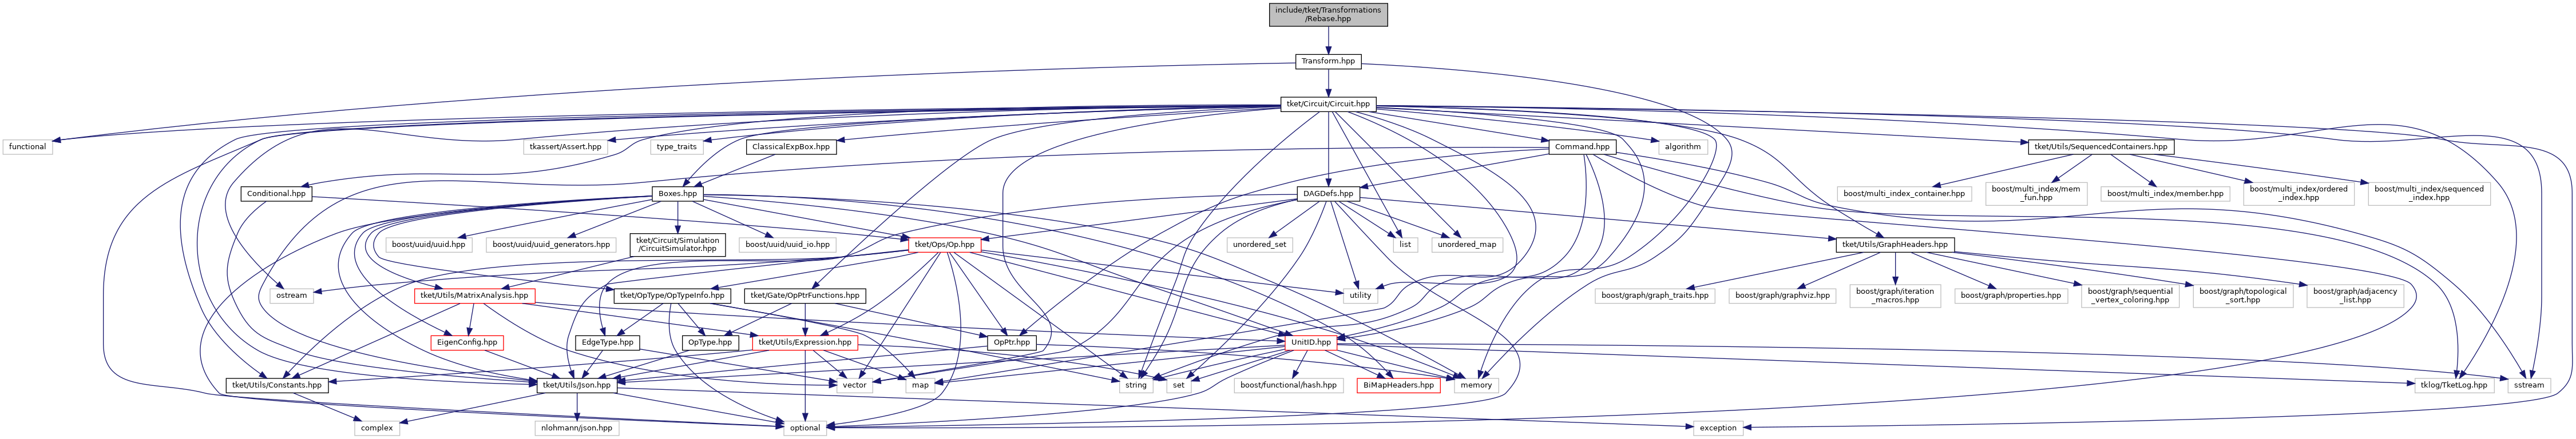 include/tket/Transformations
/Rebase.hpp
Transform.hpp
tket/Circuit/Circuit.hpp
functional
tkassert/Assert.hpp
type_traits
ClassicalExpBox.hpp
Command.hpp
algorithm
tket/Utils/SequencedContainers.hpp
Conditional.hpp
Boxes.hpp
DAGDefs.hpp
boost/multi_index_container.hpp
boost/multi_index/mem
_fun.hpp
boost/multi_index/member.hpp
boost/multi_index/ordered
_index.hpp
boost/multi_index/sequenced
_index.hpp
boost/uuid/uuid.hpp
boost/uuid/uuid_generators.hpp
tket/Circuit/Simulation
/CircuitSimulator.hpp
boost/uuid/uuid_io.hpp
tket/Ops/Op.hpp
unordered_set
list
unordered_map
tket/Utils/GraphHeaders.hpp
ostream
tket/Utils/MatrixAnalysis.hpp
tket/OpType/OpTypeInfo.hpp
tket/Gate/OpPtrFunctions.hpp
utility
boost/graph/graph_traits.hpp
boost/graph/graphviz.hpp
boost/graph/iteration
_macros.hpp
boost/graph/properties.hpp
boost/graph/sequential
_vertex_coloring.hpp
boost/graph/topological
_sort.hpp
boost/graph/adjacency
_list.hpp
EigenConfig.hpp
EdgeType.hpp
OpType.hpp
tket/Utils/Expression.hpp
OpPtr.hpp
UnitID.hpp
tket/Utils/Constants.hpp
tket/Utils/Json.hpp
vector
map
string
set
boost/functional/hash.hpp
BiMapHeaders.hpp
memory
tklog/TketLog.hpp
sstream
complex
nlohmann/json.hpp
optional
exception